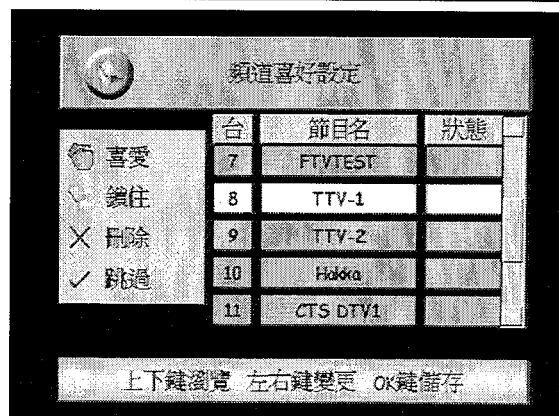 頻道喜好設定
喜愛
鎖住
刪除
跳過
台 節目名 狀態
7 FTVTEST
8 TTV-1
9 TTV-2
10 Hakka
11 CTS DTV1
上下鍵瀏覽 左右鍵變更 OK鍵儲存